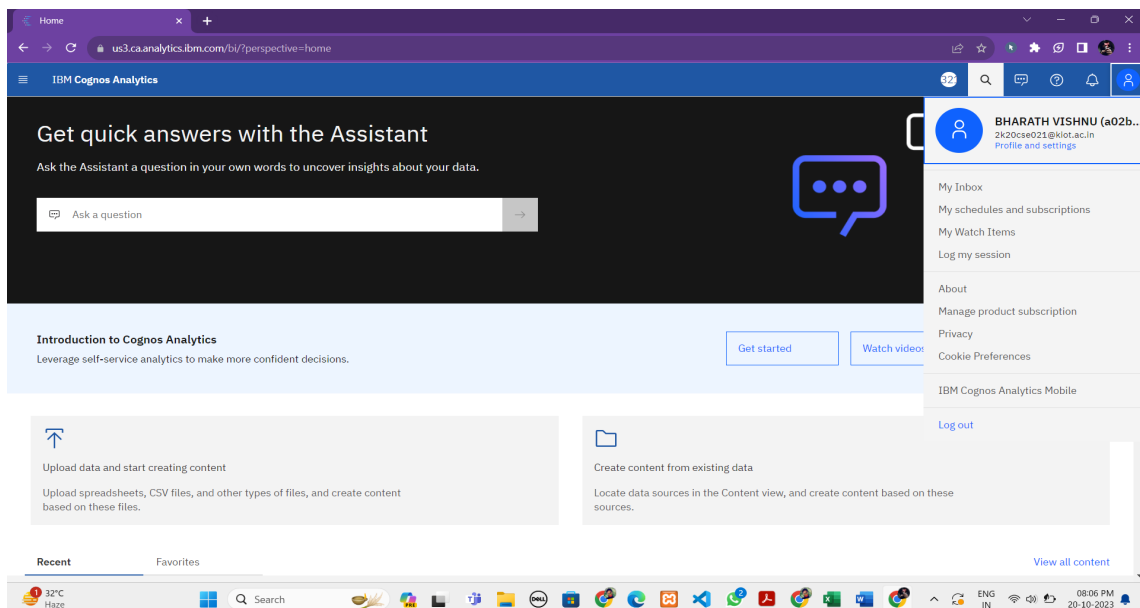 Home
us3.ca.analytics.ibm.com/bi/?perspective=home
IBM Cognos Analytics
Get quick answers with the Assistant
Ask the Assistant a question in your own words to uncover insights about your data.
Ask a question
BHARATH VISHNU (a02b...
2k20cse021@kiot.ac.in
Profile and settings
My Inbox
My schedules and subscriptions
My Watch Items
Log my session
About
Manage product subscription
Privacy
Cookie Preferences
IBM Cognos Analytics Mobile
Log out
Introduction to Cognos Analytics
Leverage self-service analytics to make more confident decisions.
Get started
Watch videos
Upload data and start creating content
Upload spreadsheets, CSV files, and other types of files, and create content
based on these files.
Create content from existing data
Locate data sources in the Content view, and create content based on these
sources.
Recent
Favorites
View all content
1
32°C
Haze
Search
PRE
DELL
2
ENG
IN
08:06 PM
20-10-2023